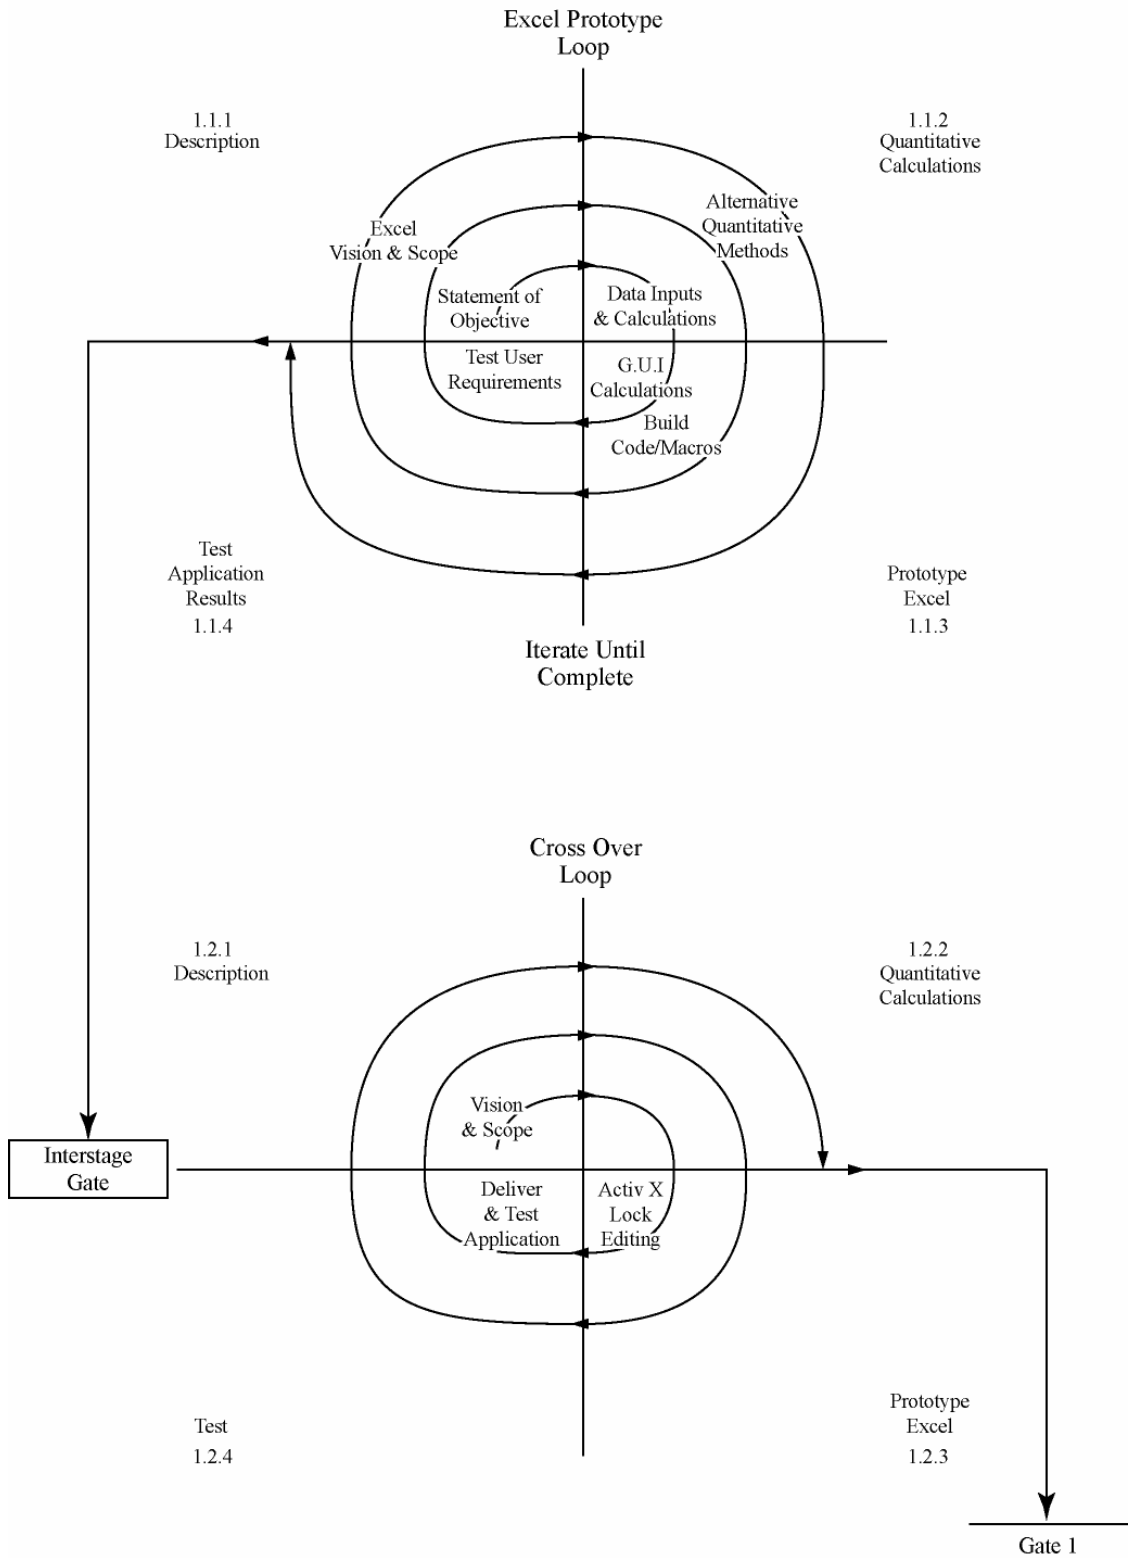 Excel Prototype
Loop
1.1.1
Description
1.1.2
Quantitative
Calculations
Excel
Vision & Scope
Alternative
Quantitative
Methods
Statement of
Objective
Data Inputs
& Calculations
Test User
Requirements
G.U.I
Calculations
Build
Code/Macros
Test
Application
Results
1.1.4
Prototype
Excel
1.1.3
Iterate Until
Complete
Cross Over
Loop
1.2.1
Description
1.2.2
Quantitative
Calculations
Vision
& Scope
Interstage
Gate
Deliver
& Test
Application
Activ X
Lock
Editing
Test
1.2.4
Prototype
Excel
1.2.3
Gate 1